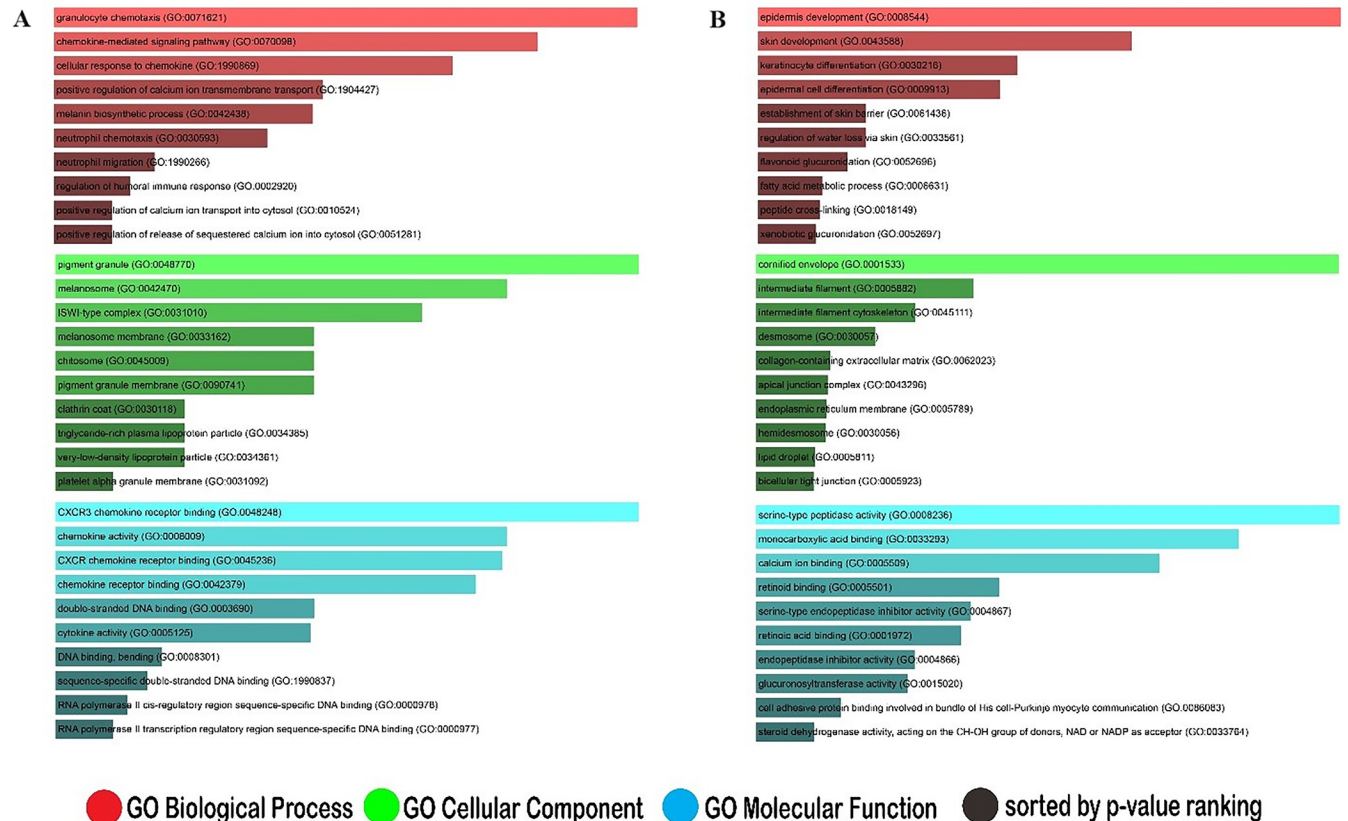 A
granulocyte chemotaxis (GO:0071621)
chemokine-mediated signaling pathway (GO:0070098)
cellular response to chemokine (GO:1990869)
positive regulation of calcium ion transmembrane transport (GO:1904427)
melanin biosynthetic process (GO:0042438)
neutrophil chemotaxis (GO:0030593)
neutrophil migration (GO:1990266)
regulation of humoral immune response (GO:0002920)
positive regulation of calcium ion transport into cytosol (GO:0010524)
positive regulation of release of sequestered calcium ion into cytosol (GO:0051281)
pigment granule (GO:0048770)
melanosome (GO:0042470)
ISWI-type complex (GO:0031010)
melanosome membrane (GO:0033162)
chitosome (GO:0045009)
pigment granule membrane (GO:0090741)
clathrin coat (GO:0030118)
triglyceride-rich plasma lipoprotein particle (GO:0034385)
very-low-density lipoprotein particle (GO:0034361)
platelet alpha granule membrane (GO:0031092)
CXCR3 chemokine receptor binding (GO:0048248)
chemokine activity (GO:0008009)
CXCR chemokine receptor binding (GO:0045236)
chemokine receptor binding (GO:0042379)
double-stranded DNA binding (GO:0003690)
cytokine activity (GO:0005125)
DNA binding, bending (GO:0008301)
sequence-specific double-stranded DNA binding (GO:1990837)
RNA polymerase II cis-regulatory region sequence-specific DNA binding (GO:0000978)
RNA polymerase II transcription regulatory region sequence-specific DNA binding (GO:0000977)
B
epidermis development (GO:0008544)
skin development (GO:0043588)
keratinocyte differentiation (GO:0030216)
epidermal cell differentiation (GO:0009913)
establishment of skin barrier (GO:0061436)
regulation of water loss via skin (GO:0033561)
flavonoid glucuronidation (GO:0052696)
fatty acid metabolic process (GO:0006631)
peptide cross-linking (GO:0018149)
xenobiotic glucuronidation (GO:0052697)
cornified envelope (GO:0001533)
intermediate filament (GO:0005882)
intermediate filament cytoskeleton (GO:0045111)
desmosome (GO:0030057)
collagen-containing extracellular matrix (GO:0062023)
apical junction complex (GO:0043296)
endoplasmic reticulum membrane (GO:0005789)
hemidesmosome (GO:0030056)
lipid droplet (GO:0005811)
bicellular tight junction (GO:0005923)
serine-type peptidase activity (GO:0008236)
monocarboxylic acid binding (GO:0033293)
calcium ion binding (GO:0005509)
retinoid binding (GO:0005501)
serine-type endopeptidase inhibitor activity (GO:0004867)
retinoic acid binding (GO:0001972)
endopeptidase inhibitor activity (GO:0004866)
glucuronosyltransferase activity (GO:0015020)
cell adhesive protein binding involved in bundle of His cell-Purkinje myocyte communication (GO:0086083)
steroid dehydrogenase activity, acting on the CH-OH group of donors, NAD or NADP as acceptor (GO:0033764)
GO Biological Process GO Cellular Component GO Molecular Function sorted by p-value ranking